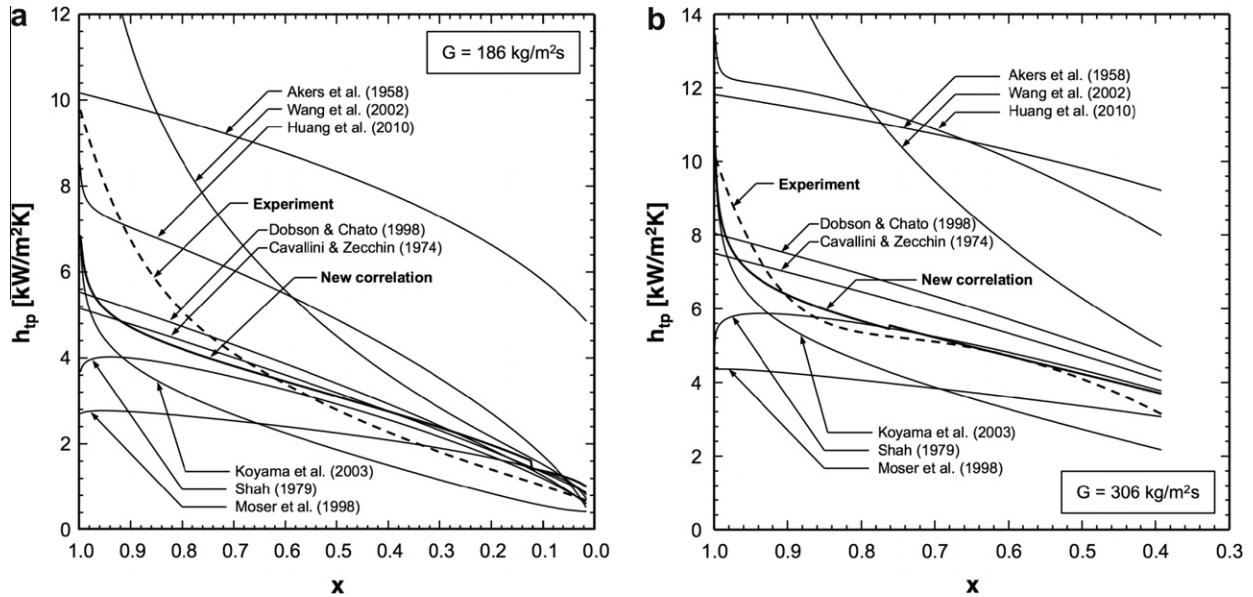 a
12
10
8
6
4
2
0
h_tp [kW/m²K]
G = 186 kg/m²s
Akers et al. (1958)
Wang et al. (2002)
Huang et al. (2010)
Experiment
Dobson & Chato (1998)
Cavallini & Zecchin (1974)
New correlation
Koyama et al. (2003)
Shah (1979)
Moser et al. (1998)
1.0 0.9 0.8 0.7 0.6 0.5 0.4 0.3 0.2 0.1 0.0
x
b
14
12
10
8
6
4
2
0
h_tp [kW/m²K]
Akers et al. (1958)
Wang et al. (2002)
Huang et al. (2010)
Experiment
Dobson & Chato (1998)
Cavallini & Zecchin (1974)
New correlation
Koyama et al. (2003)
Shah (1979)
Moser et al. (1998)
G = 306 kg/m²s
1.0 0.9 0.8 0.7 0.6 0.5 0.4 0.3
x